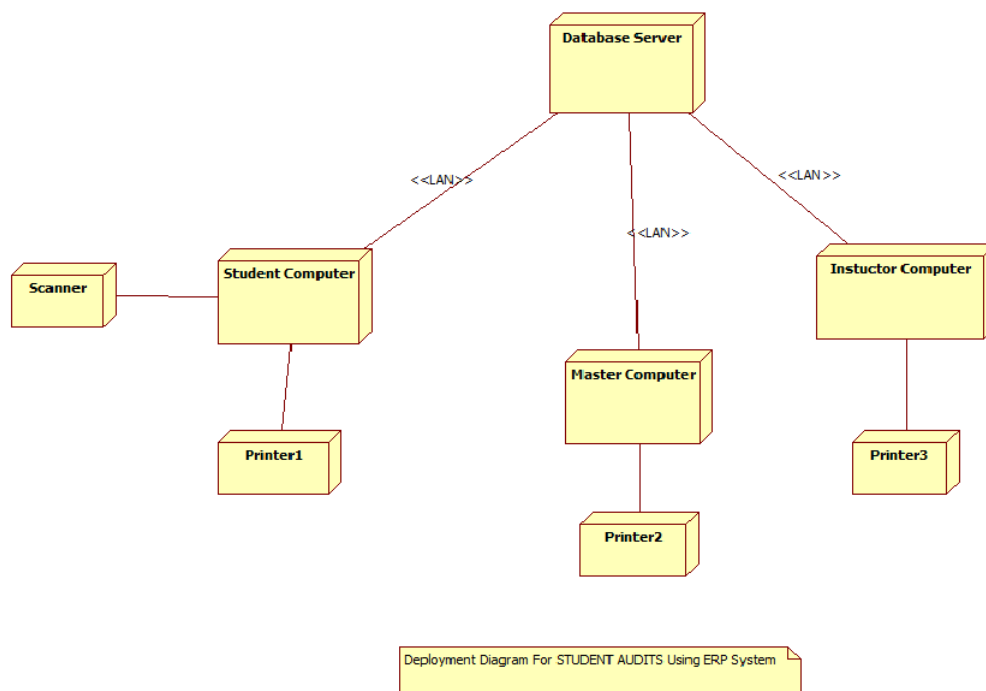 Database Server
<<LAN>>
<<LAN>>
<<LAN>>
Student Computer
Instuctor Computer
Scanner
Master Computer
Printer1
Printer3
Printer2
Deployment Diagram For STUDENT AUDITS Using ERP System